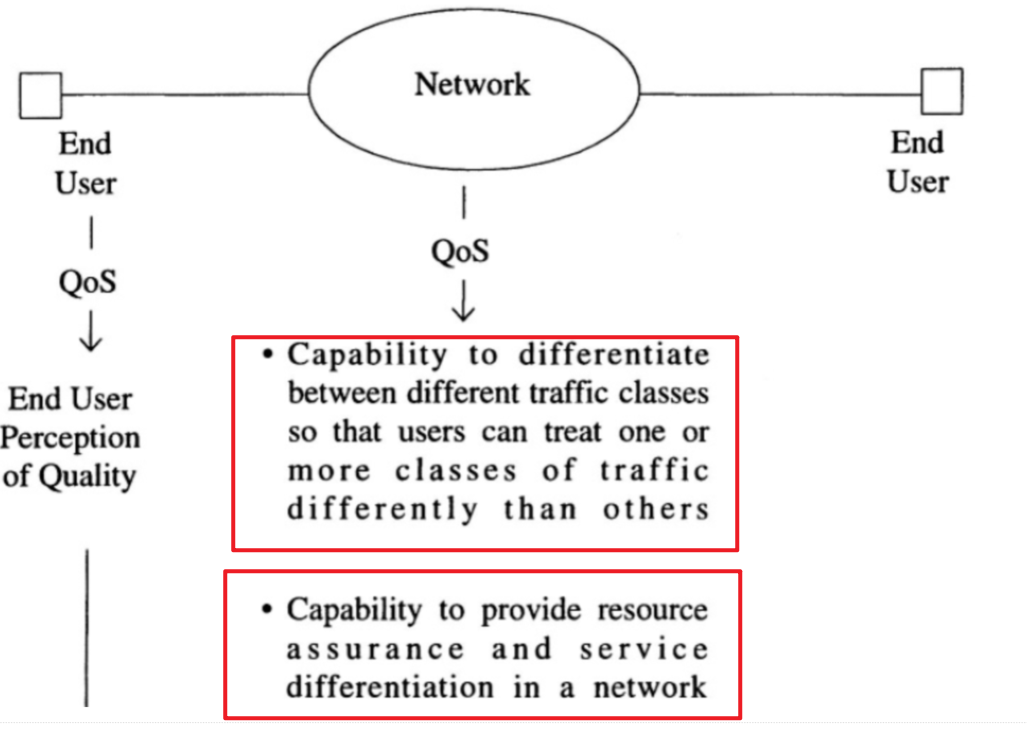 Network
End
User
End
User
QoS
QoS
• Capability to differentiate
between different traffic classes
so that users can treat one or
more classes of traffic
differently than others
End User
Perception
of Quality
• Capability to provide resource
assurance and service
differentiation in a network